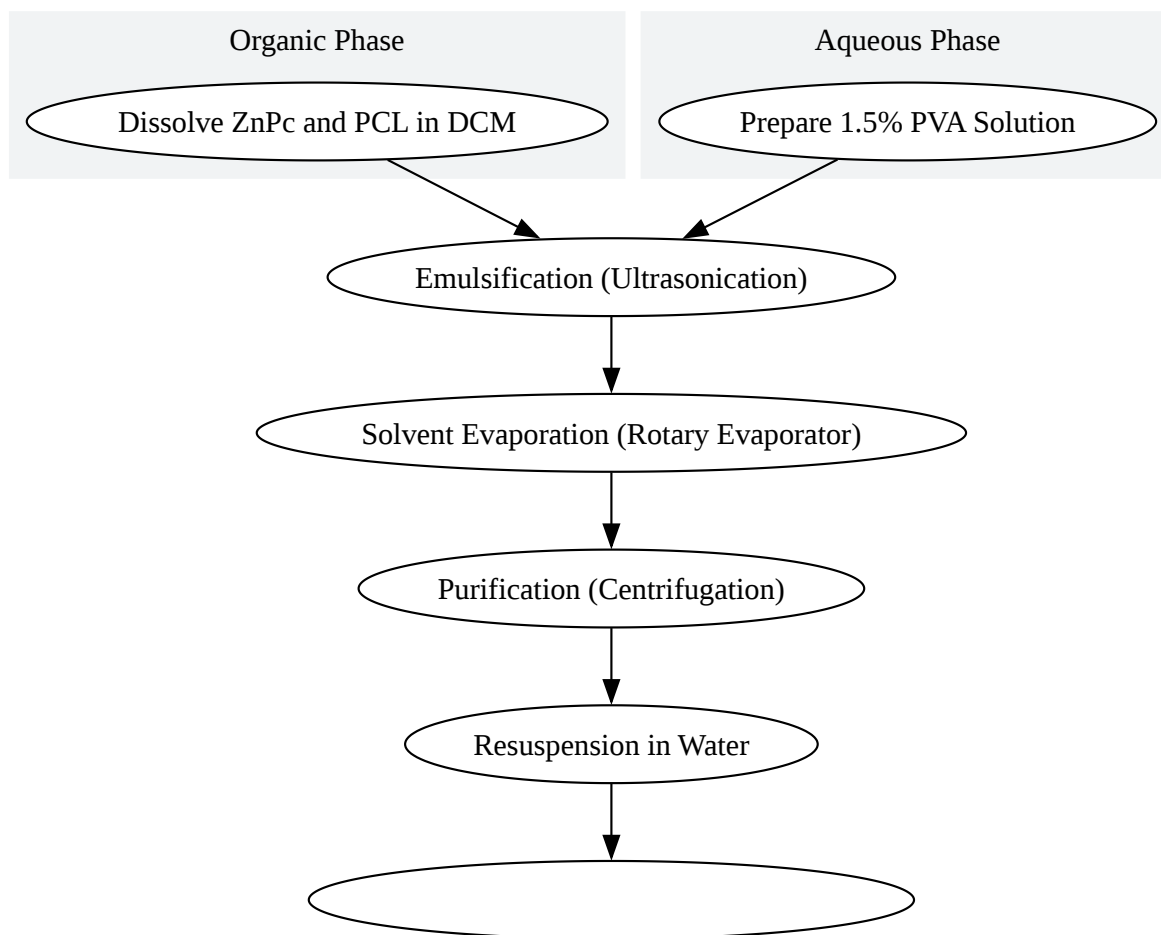 Organic Phase
Aqueous Phase
Dissolve ZnPc and PCL in DCM
Prepare 1.5% PVA Solution
Emulsification (Ultrasonication)
Solvent Evaporation (Rotary Evaporator)
Purification (Centrifugation)
Resuspension in Water